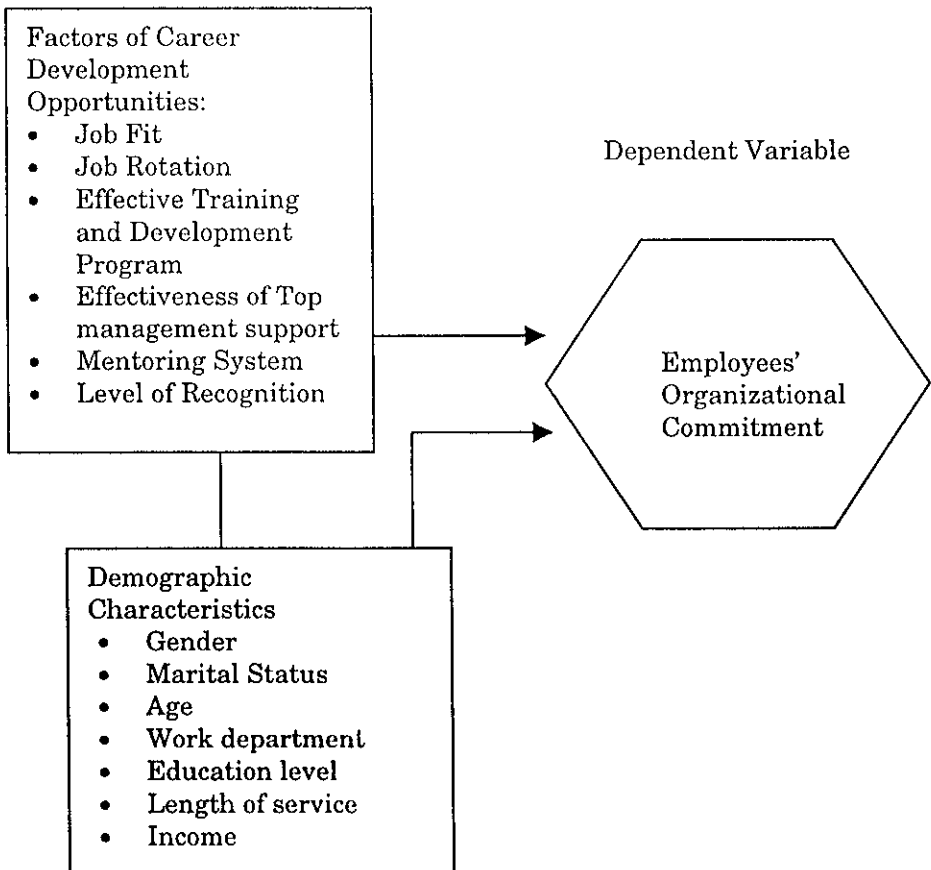 Factors of Career
Development
Opportunities:
• Job Fit
• Job Rotation
• Effective Training
and Development
Program
• Effectiveness of Top
management support
• Mentoring System
• Level of Recognition
Dependent Variable
Employees'
Organizational
Commitment
Demographic
Characteristics
• Gender
• Marital Status
• Age
• Work department
• Education level
• Length of service
• Income